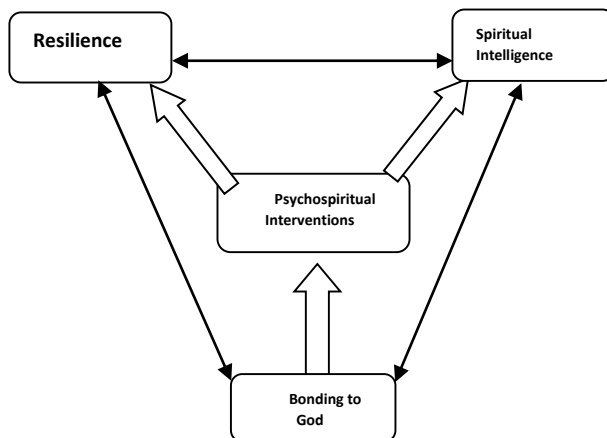 Resilience
Spiritual
Intelligence
Psychospiritual
Interventions
Bonding to
God